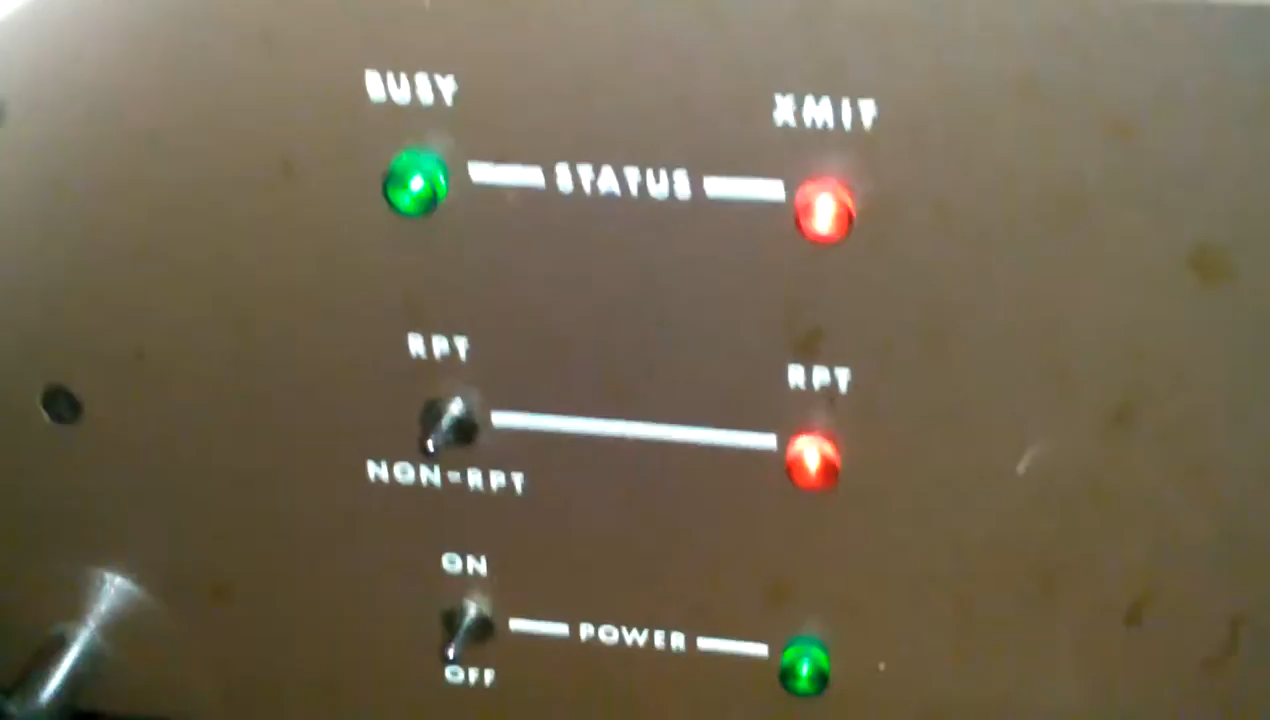 BUSY
XMIT
STATUS
RPT
RPT
NON-RPT
ON
POWER
OFF